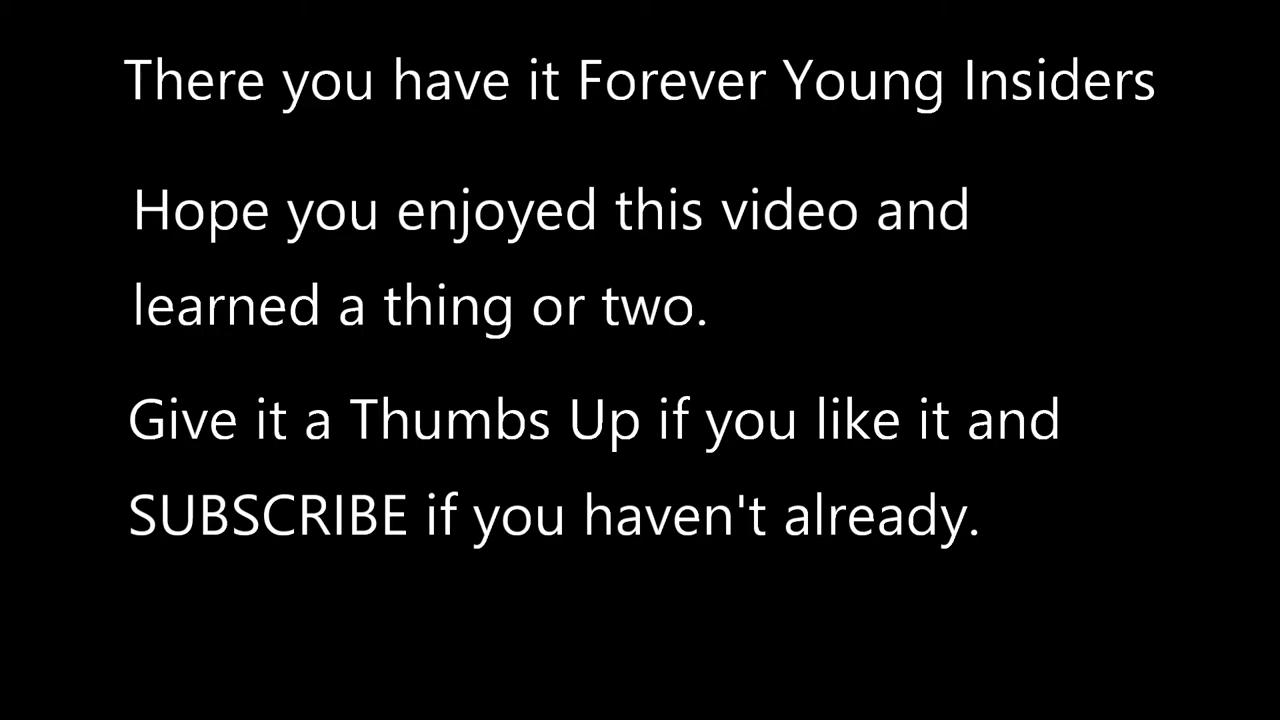 There you have it Forever Young Insiders
Hope you enjoyed this video and
learned a thing or two.
Give it a Thumbs Up if you like it and
SUBSCRIBE if you haven't already.